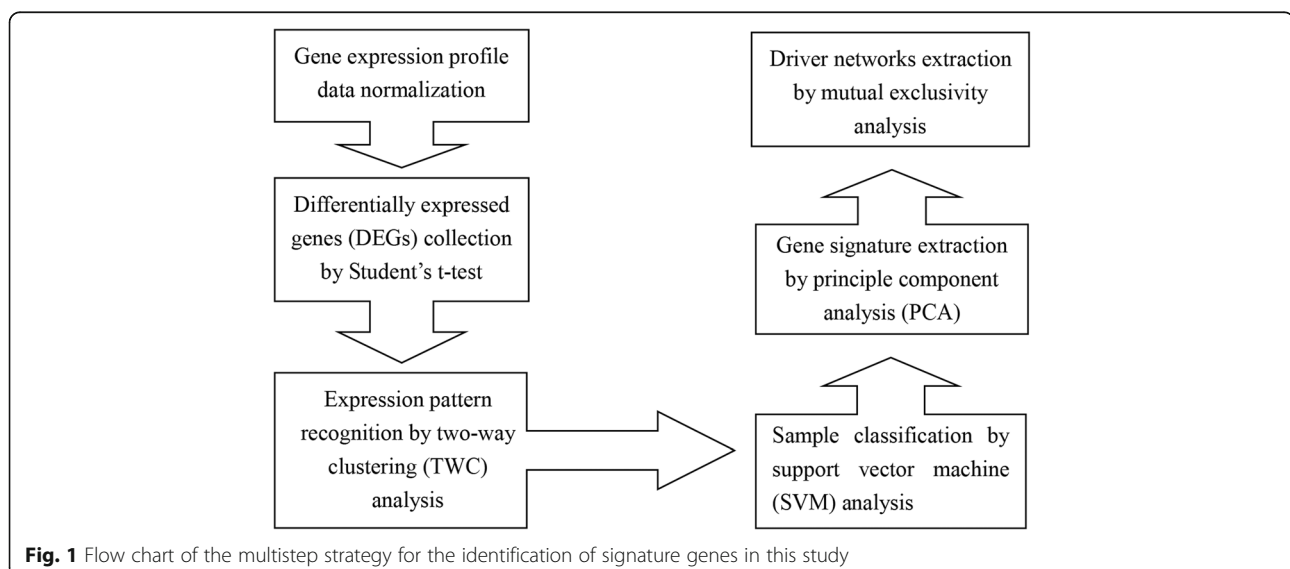 Gene expression profile
data normalization
Differentially expressed
genes (DEGs) collection
by Student's t-test
Expression pattern
recognition by two-way
clustering (TWC)
analysis
Sample classification by
support vector machine
(SVM) analysis
Gene signature extraction
by principle component
analysis (PCA)
Driver networks extraction
by mutual exclusivity
analysis
Fig. 1 Flow chart of the multistep strategy for the identification of signature genes in this study